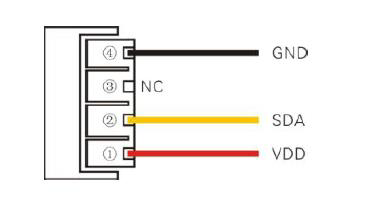 ④ GND
③ NC
② SDA
① VDD